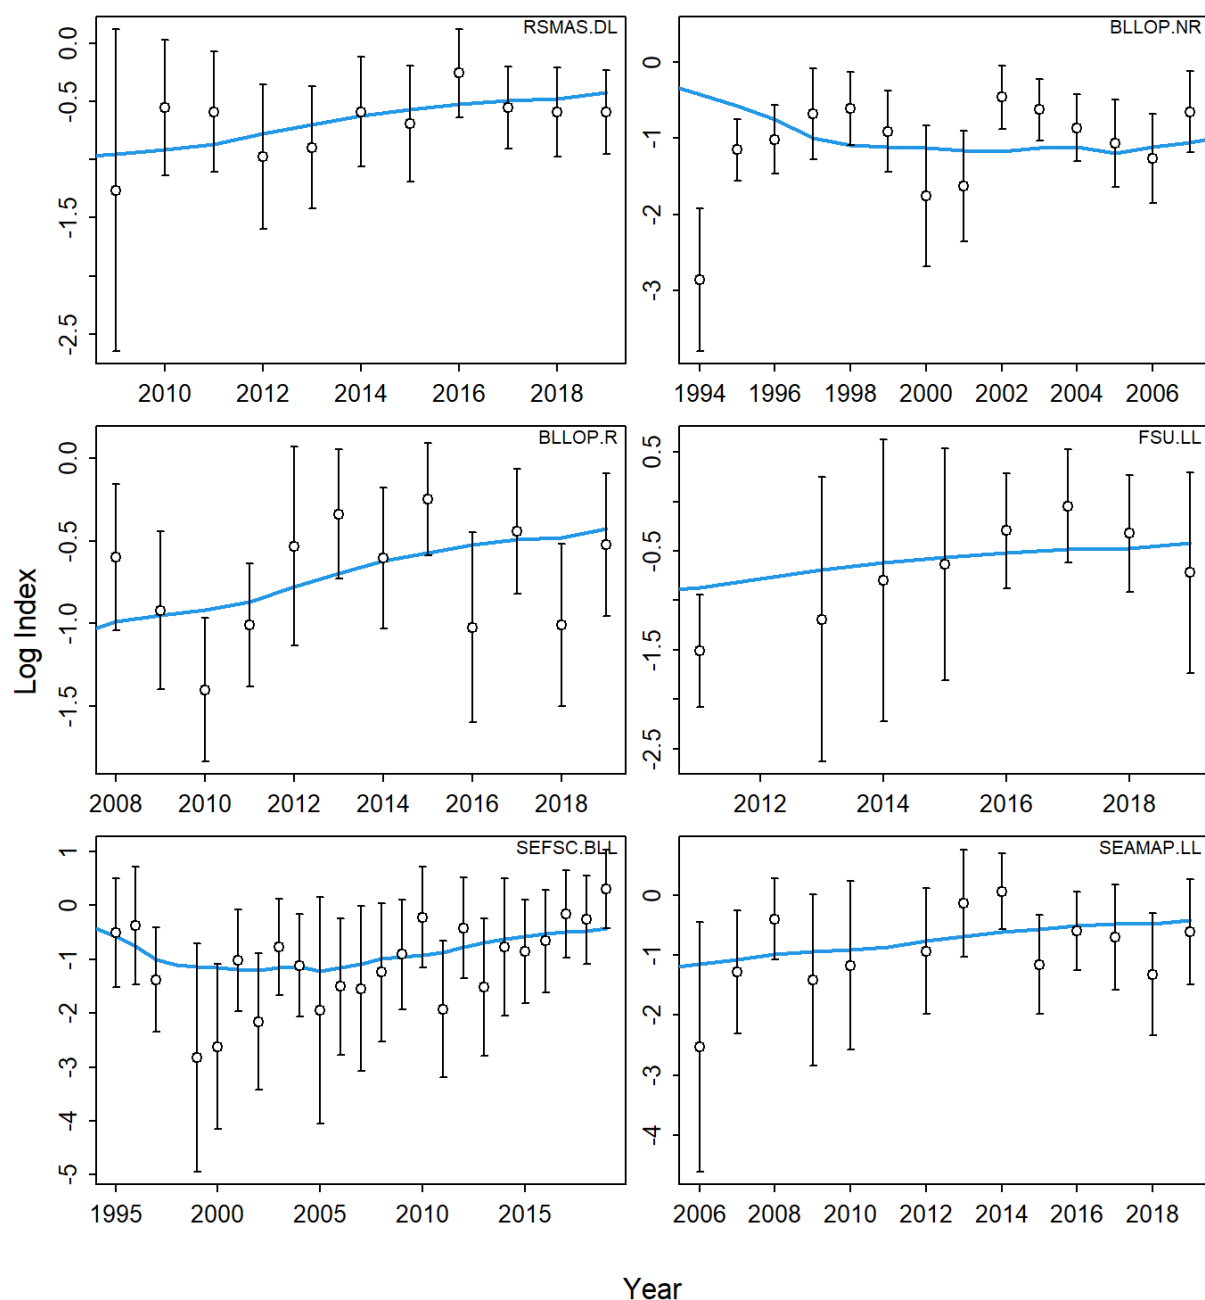 RSMAS.DL
0.0
-0.5
-1.5
-2.5
2010 2012 2014 2016 2018
BLLOP.NR
0
-1
-2
-3
1994 1996 1998 2000 2002 2004 2006
BLLOP.R
0.0
-0.5
-1.0
-1.5
2008 2010 2012 2014 2016 2018
FSU.LL
0.5
-0.5
-1.5
-2.5
2012 2014 2016 2018
SEFSC.BLL
1
0
-1
-2
-3
-4
-5
1995 2000 2005 2010 2015
SEAMAP.LL
0
-1
-2
-3
-4
2006 2008 2010 2012 2014 2016 2018
Log Index
Year